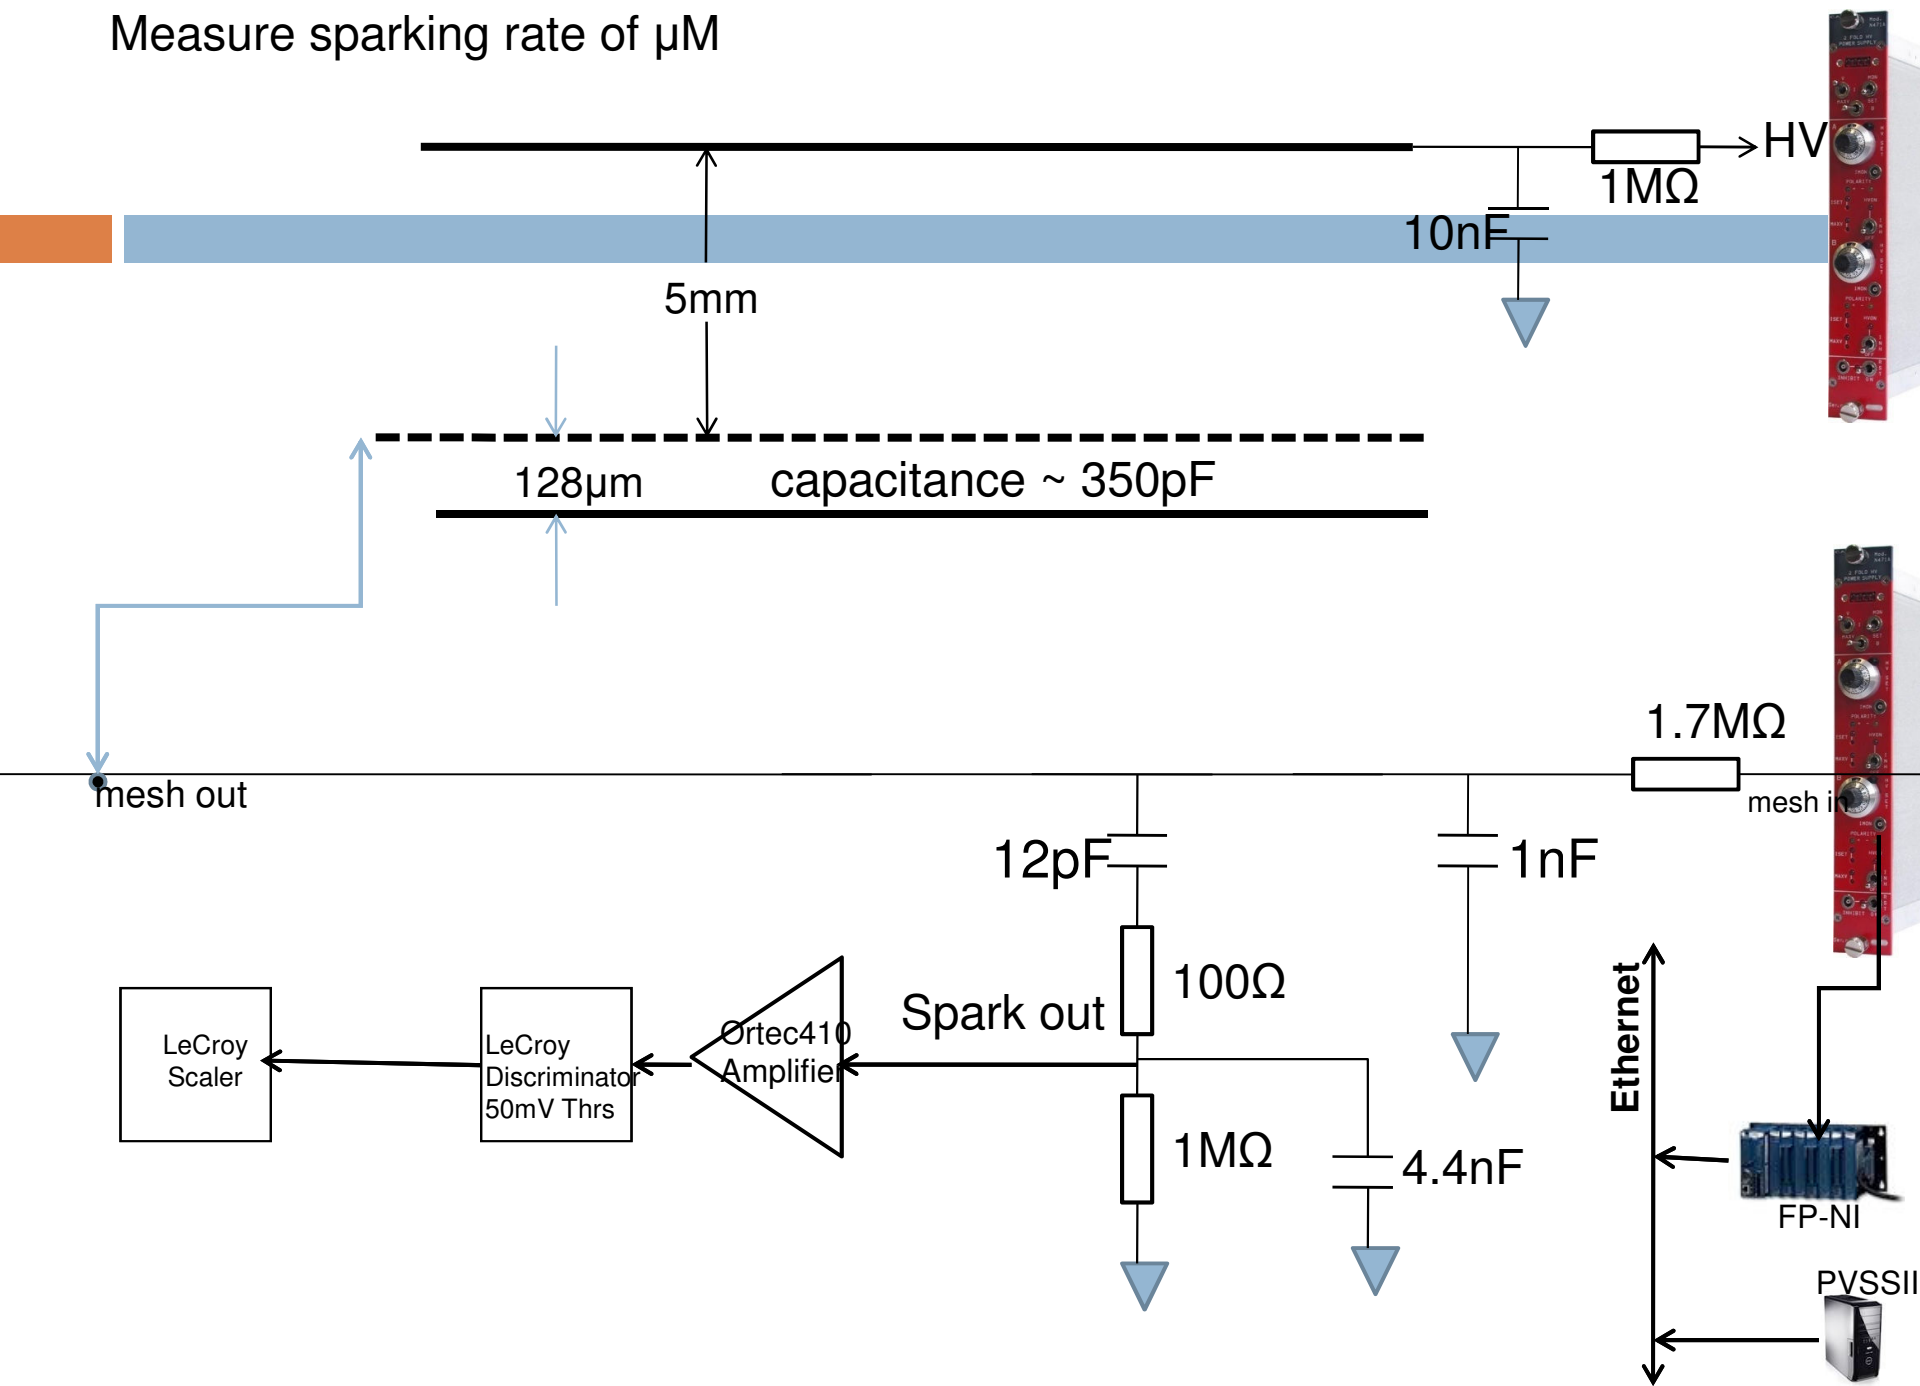 Measure sparking rate of µM
HV
1MΩ
10nF
5mm
128µm
capacitance ~ 350pF
1.7MΩ
mesh out
mesh in
12pF
1nF
100Ω
Spark out
Ethernet
Ortec410
Amplifier
LeCroy
Discriminator
50mV Thrs
LeCroy
Scaler
1MΩ
4.4nF
FP-NI
PVSSII